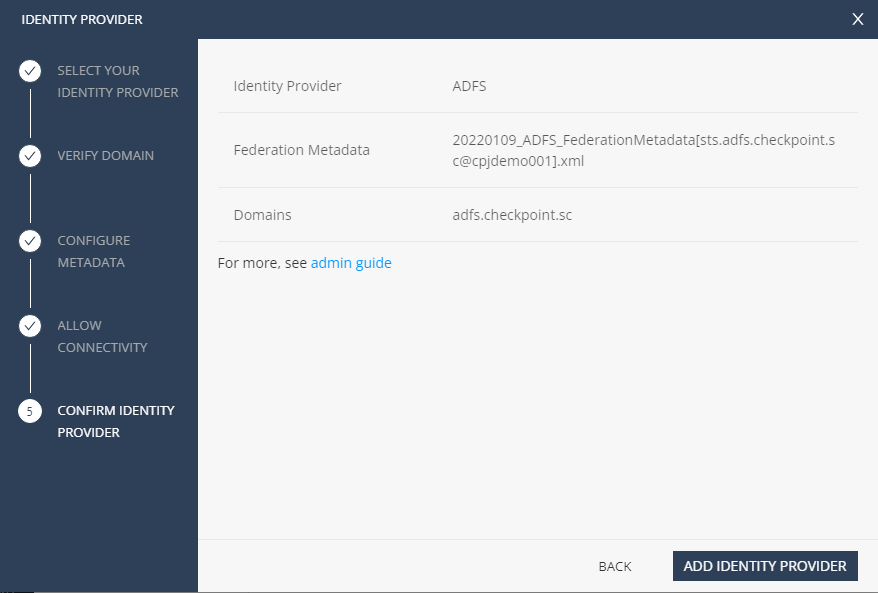 IDENTITY PROVIDER
X
SELECT YOUR
IDENTITY PROVIDER
VERIFY DOMAIN
CONFIGURE
METADATA
ALLOW
CONNECTIVITY
5
CONFIRM IDENTITY
PROVIDER
Identity Provider
ADFS
Federation Metadata
20220109_ADFS_FederationMetadata[sts.adfs.checkpoint.s
c@cpjdemo001].xml
Domains
adfs.checkpoint.sc
For more, see admin guide
BACK
ADD IDENTITY PROVIDER